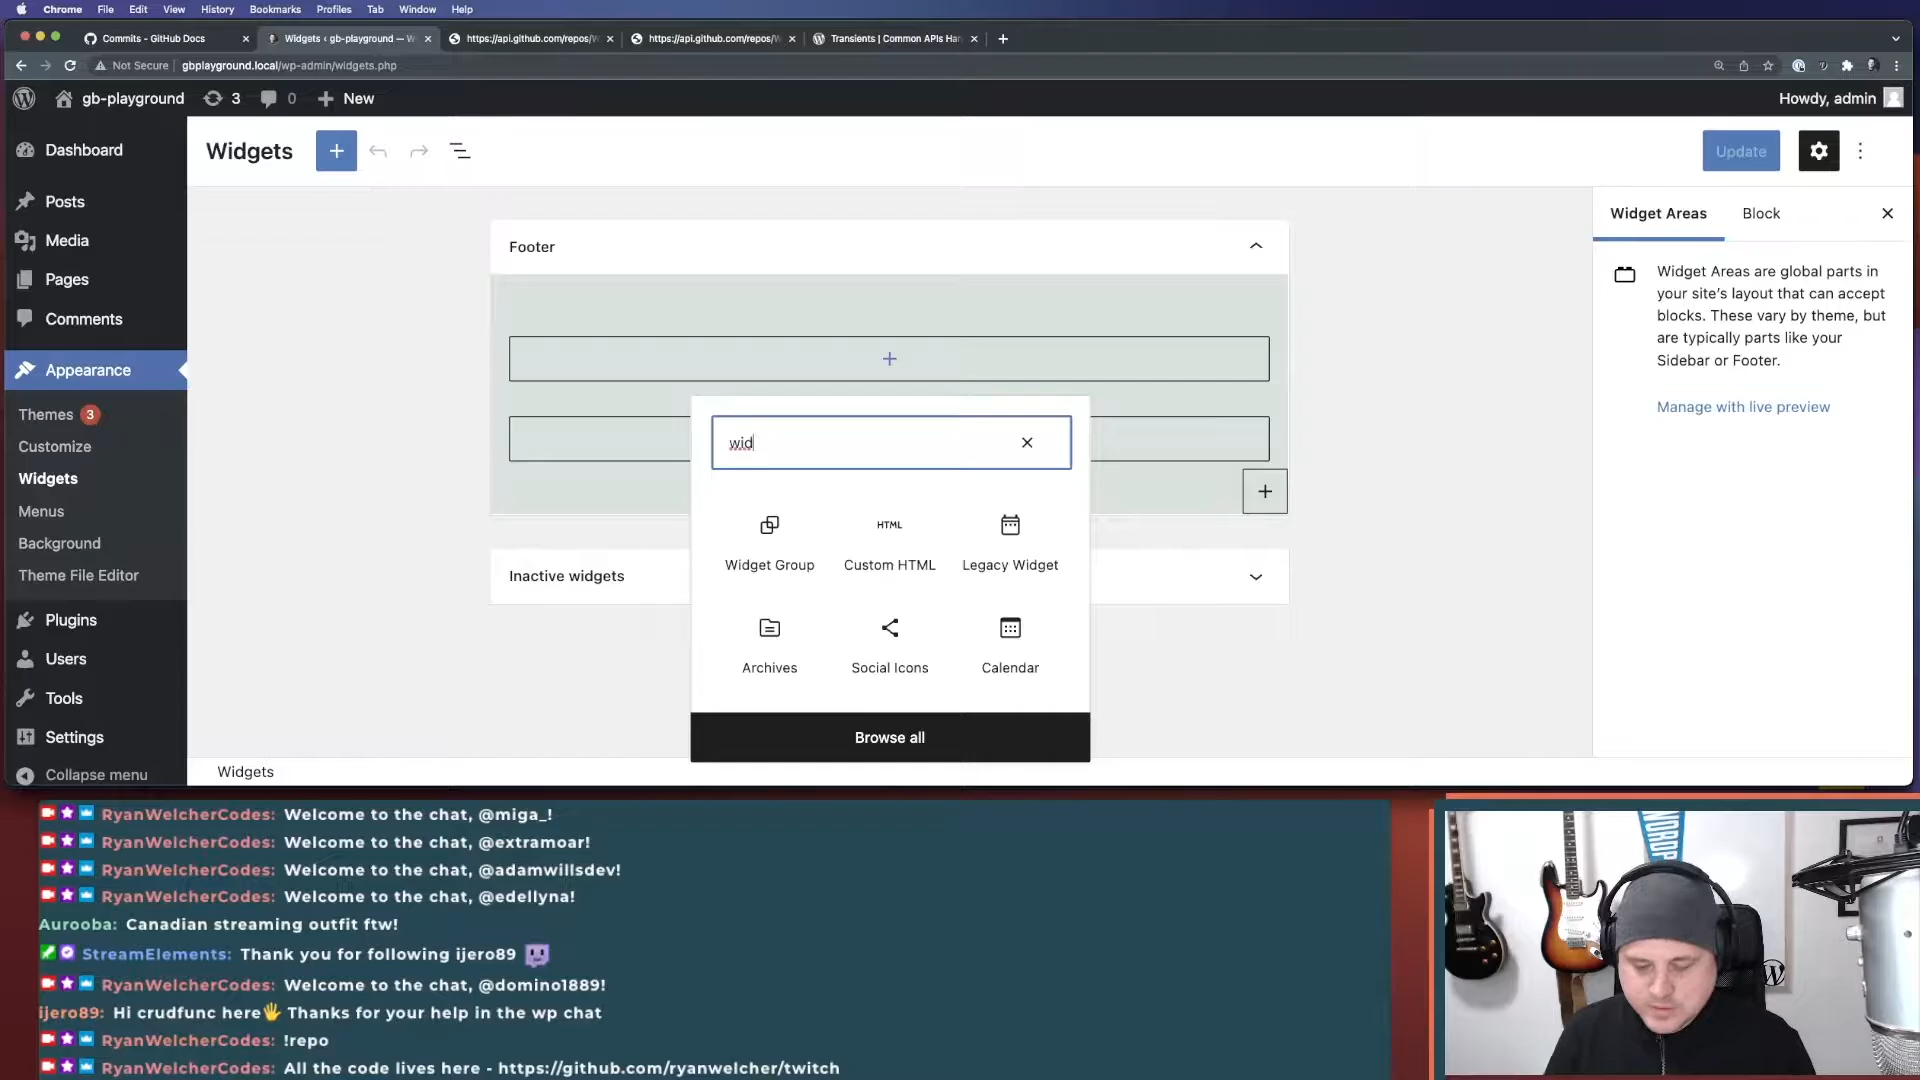 Chrome File Edit View History Bookmarks Profiles Tab Window Help
Commits - GitHub Docs
Widgets ‹ gb-playground — W
https://api.github.com/repos/W
https://api.github.com/repos/W
Transients | Common APIs Han
Not Secure gbplayground.local/wp-admin/widgets.php
gb-playground 3 0 New
Howdy, admin
Dashboard
Posts
Media
Pages
Comments
Appearance
Themes 3
Customize
Widgets
Menus
Background
Theme File Editor
Plugins
Users
Tools
Settings
Collapse menu
Widgets
Update
Footer
wid
Widget Group
HTML
Custom HTML
Legacy Widget
Archives
Social Icons
Calendar
Browse all
Inactive widgets
Widgets
Widget Areas Block
Widget Areas are global parts in
your site's layout that can accept
blocks. These vary by theme, but
are typically parts like your
Sidebar or Footer.
Manage with live preview
RyanWelcherCodes: Welcome to the chat, @miga_!
RyanWelcherCodes: Welcome to the chat, @extramoar!
RyanWelcherCodes: Welcome to the chat, @adamwillsdev!
RyanWelcherCodes: Welcome to the chat, @edellyna!
Aurooba: Canadian streaming outfit ftw!
StreamElements: Thank you for following ijero89
RyanWelcherCodes: Welcome to the chat, @domino1889!
ijero89: Hi crudfunc here🖐 Thanks for your help in the wp chat
RyanWelcherCodes: !repo
RyanWelcherCodes: All the code lives here - https://github.com/ryanwelcher/twitch